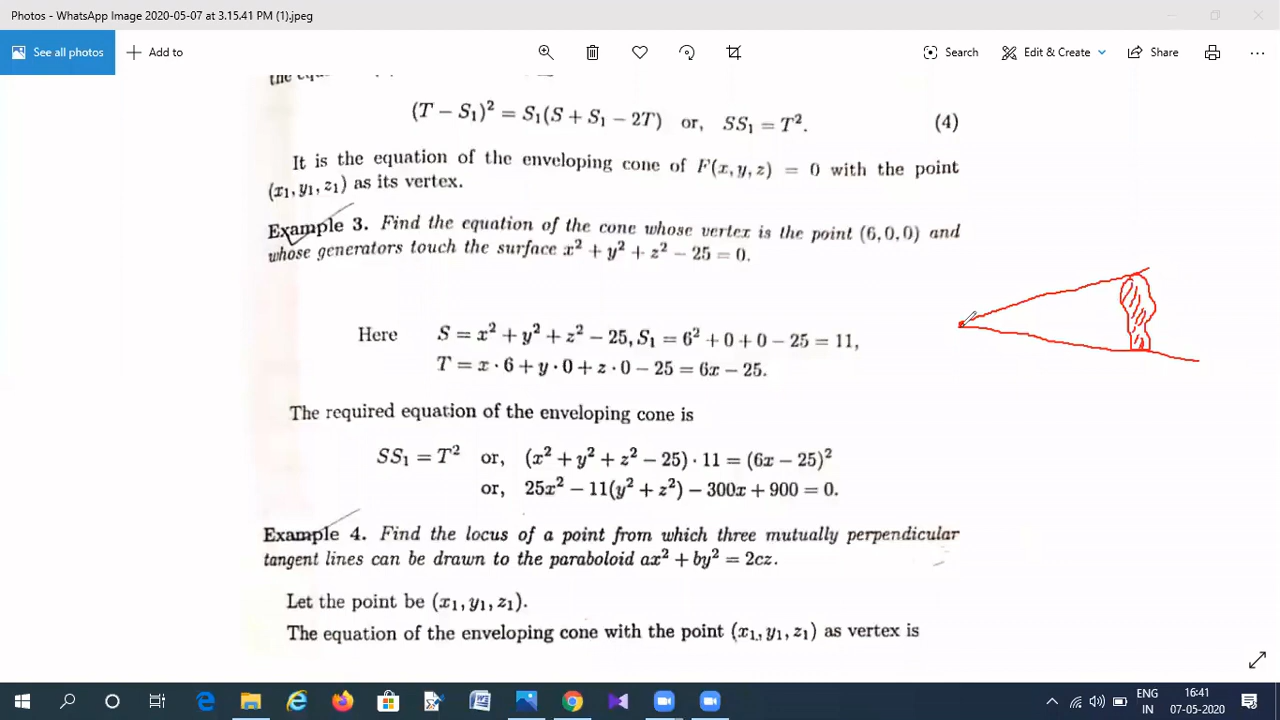 Photos - WhatsApp Image 2020-05-07 at 3.15.41 PM (1).jpeg
See all photos
Add to
Search
Edit & Create
Share
(T − S₁)² = S₁(S + S₁ − 2T) or, SS₁ = T². (4)
It is the equation of the enveloping cone of F(x, y, z) = 0 with the point
(x₁, y₁, z₁) as its vertex.
Example 3. Find the equation of the cone whose vertex is the point (6, 0, 0) and
whose generators touch the surface x² + y² + z² − 25 = 0.
Here S = x² + y² + z² − 25, S₁ = 6² + 0 + 0 − 25 = 11,
T = x · 6 + y · 0 + z · 0 − 25 = 6x − 25.
The required equation of the enveloping cone is
SS₁ = T² or, (x² + y² + z² − 25) · 11 = (6x − 25)²
or, 25x² − 11(y² + z²) − 300x + 900 = 0.
Example 4. Find the locus of a point from which three mutually perpendicular
tangent lines can be drawn to the paraboloid ax² + by² = 2cz.
Let the point be (x₁, y₁, z₁).
The equation of the enveloping cone with the point (x₁, y₁, z₁) as vertex is
ENG
IN
16:41
07-05-2020